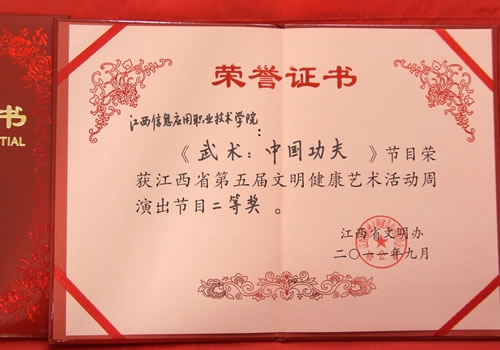 荣誉证书
江西信息应用职业技术学院：
《武术：中国功夫》节目荣
获江西省第五届文明健康艺术活动周
演出节目二等奖。
江西省文明办
二〇一一年九月
书
TIAL